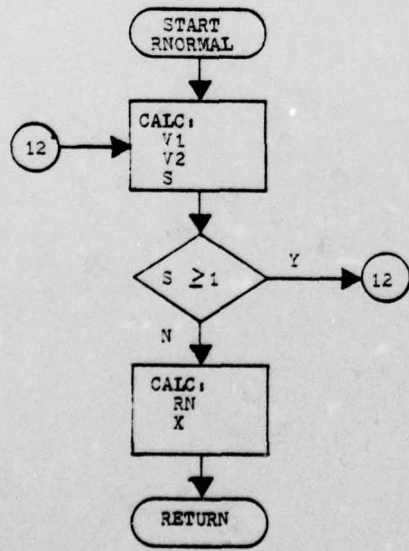 START
RNORMAL
CALC:
V1
V2
S
12
S ≥ 1
Y
12
N
CALC:
RN
X
RETURN